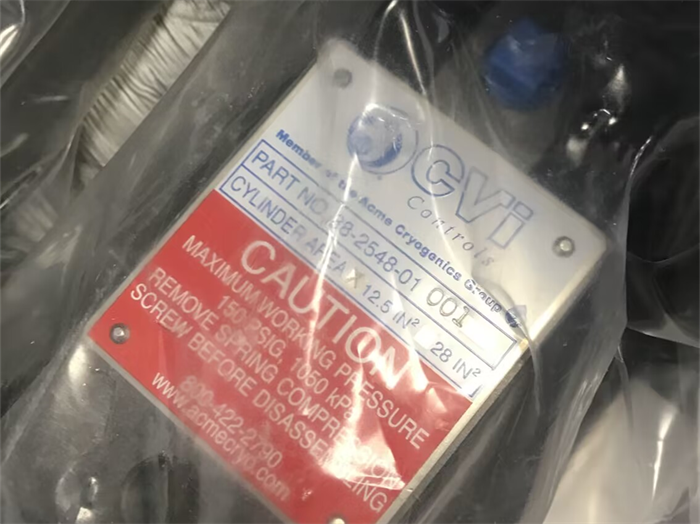 CVi
Controls
Member of the Acme Cryogenics Group
PART NO. 88-2548-01 001
CYLINDER AREA X 12.5 IN² 28 IN²
CAUTION
MAXIMUM WORKING PRESSURE
150 PSIG 1050 kPa
REMOVE SPRING COMPRESSION
SCREW BEFORE DISASSEMBLING
800.422.2790
www.acmecryo.com